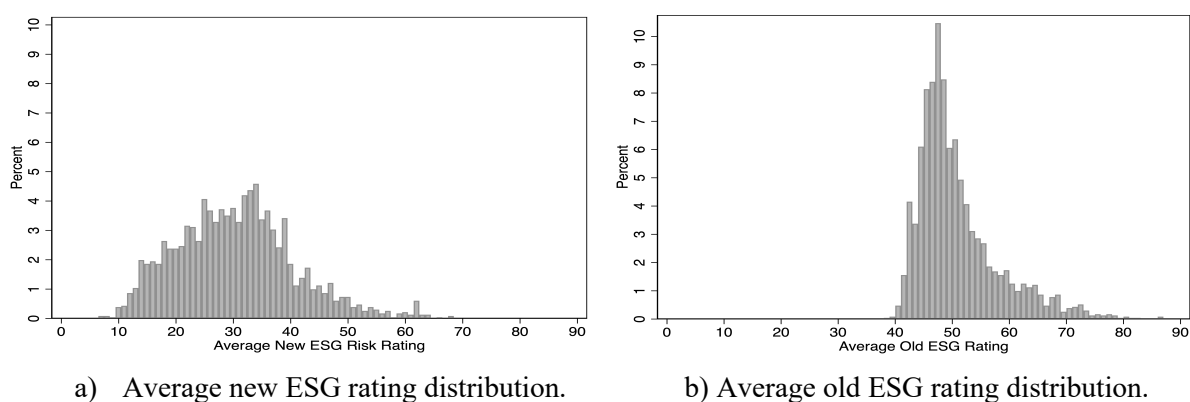 Percent
10
9
8
7
6
5
4
3
2
1
0
0 10 20 30 40 50 60 70 80 90
Average New ESG Risk Rating
a) Average new ESG rating distribution.
Percent
10
9
8
7
6
5
4
3
2
1
0
0 10 20 30 40 50 60 70 80 90
Average Old ESG Rating
b) Average old ESG rating distribution.